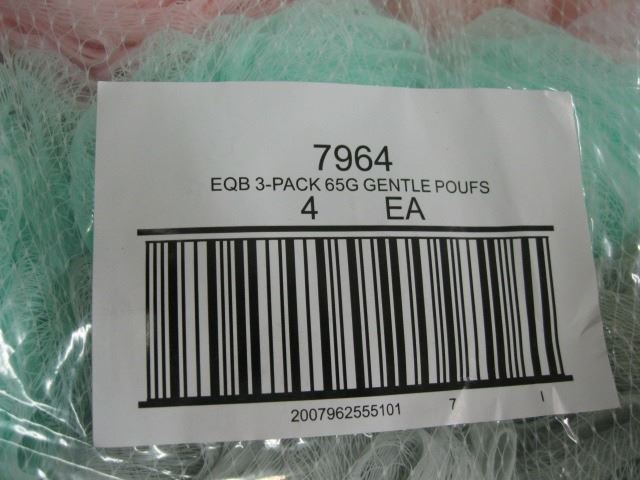 7964
EQB 3-PACK 65G GENTLE POUFS
4 EA
2007962555101 7 I